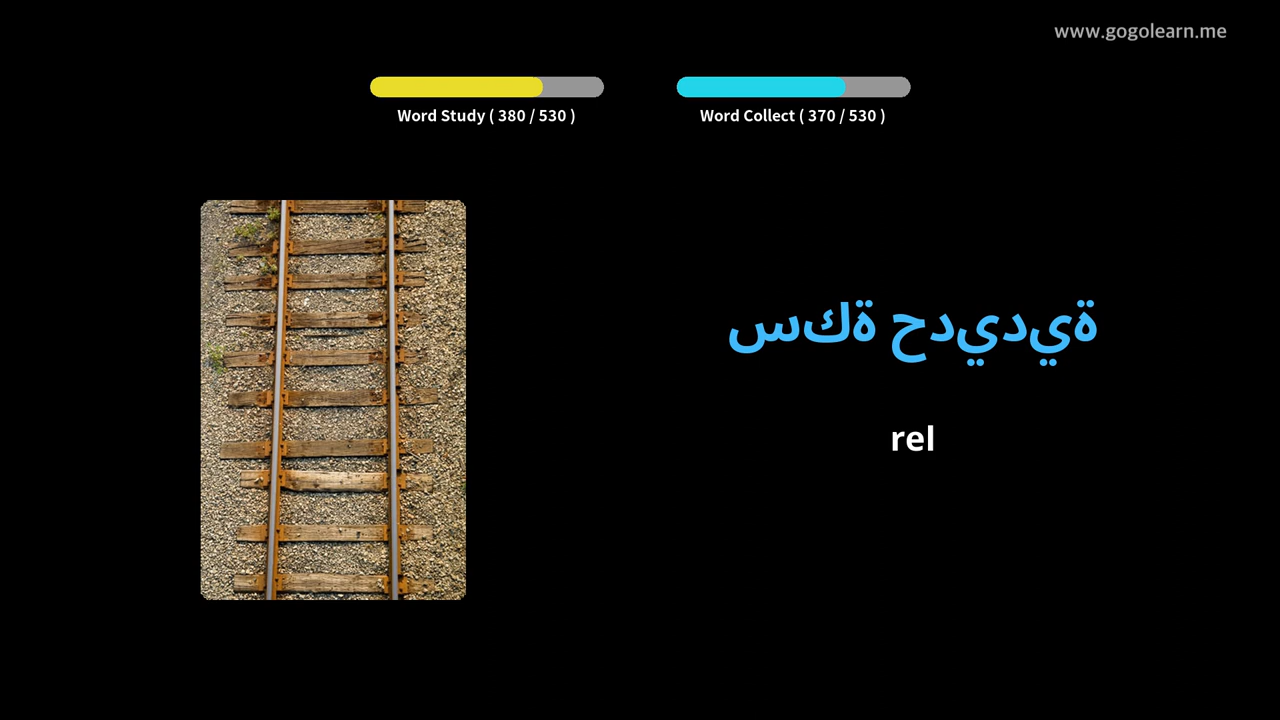 www.gogolearn.me
Word Study ( 380 / 530 )
Word Collect ( 370 / 530 )
سكة حديدية
rel